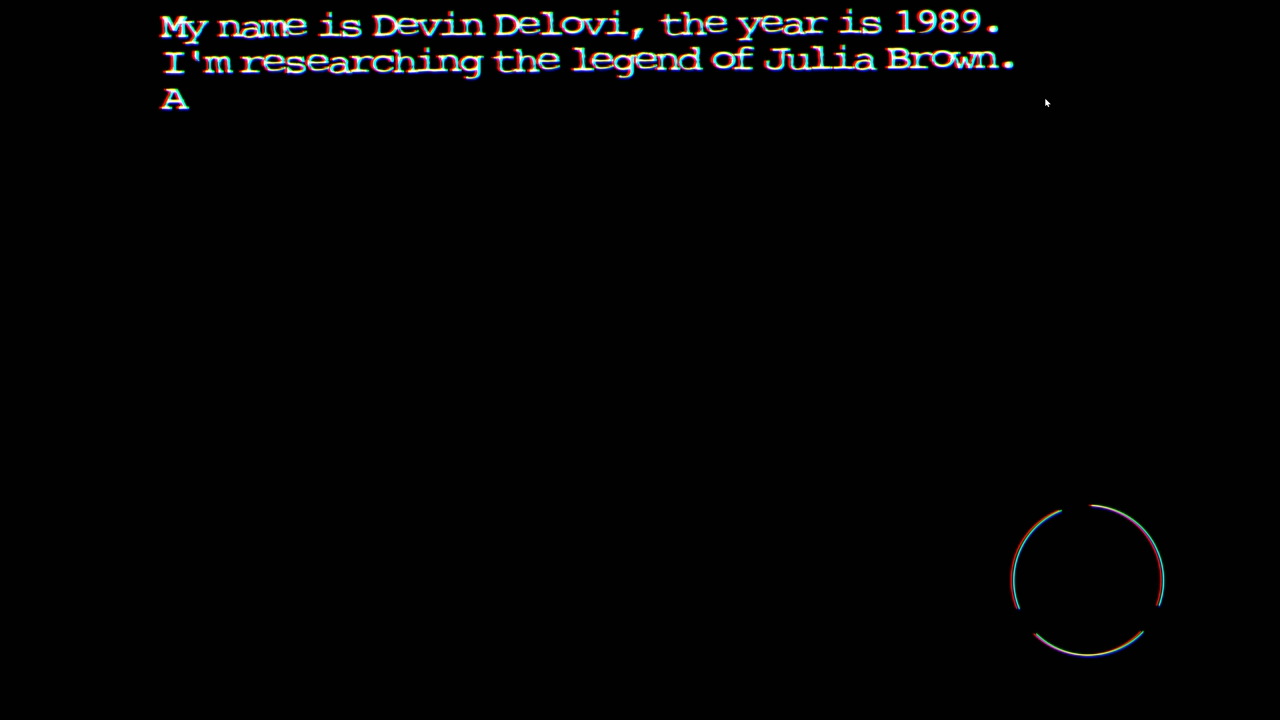 My name is Devin Delovi, the year is 1989.
I'm researching the legend of Julia Brown.
A